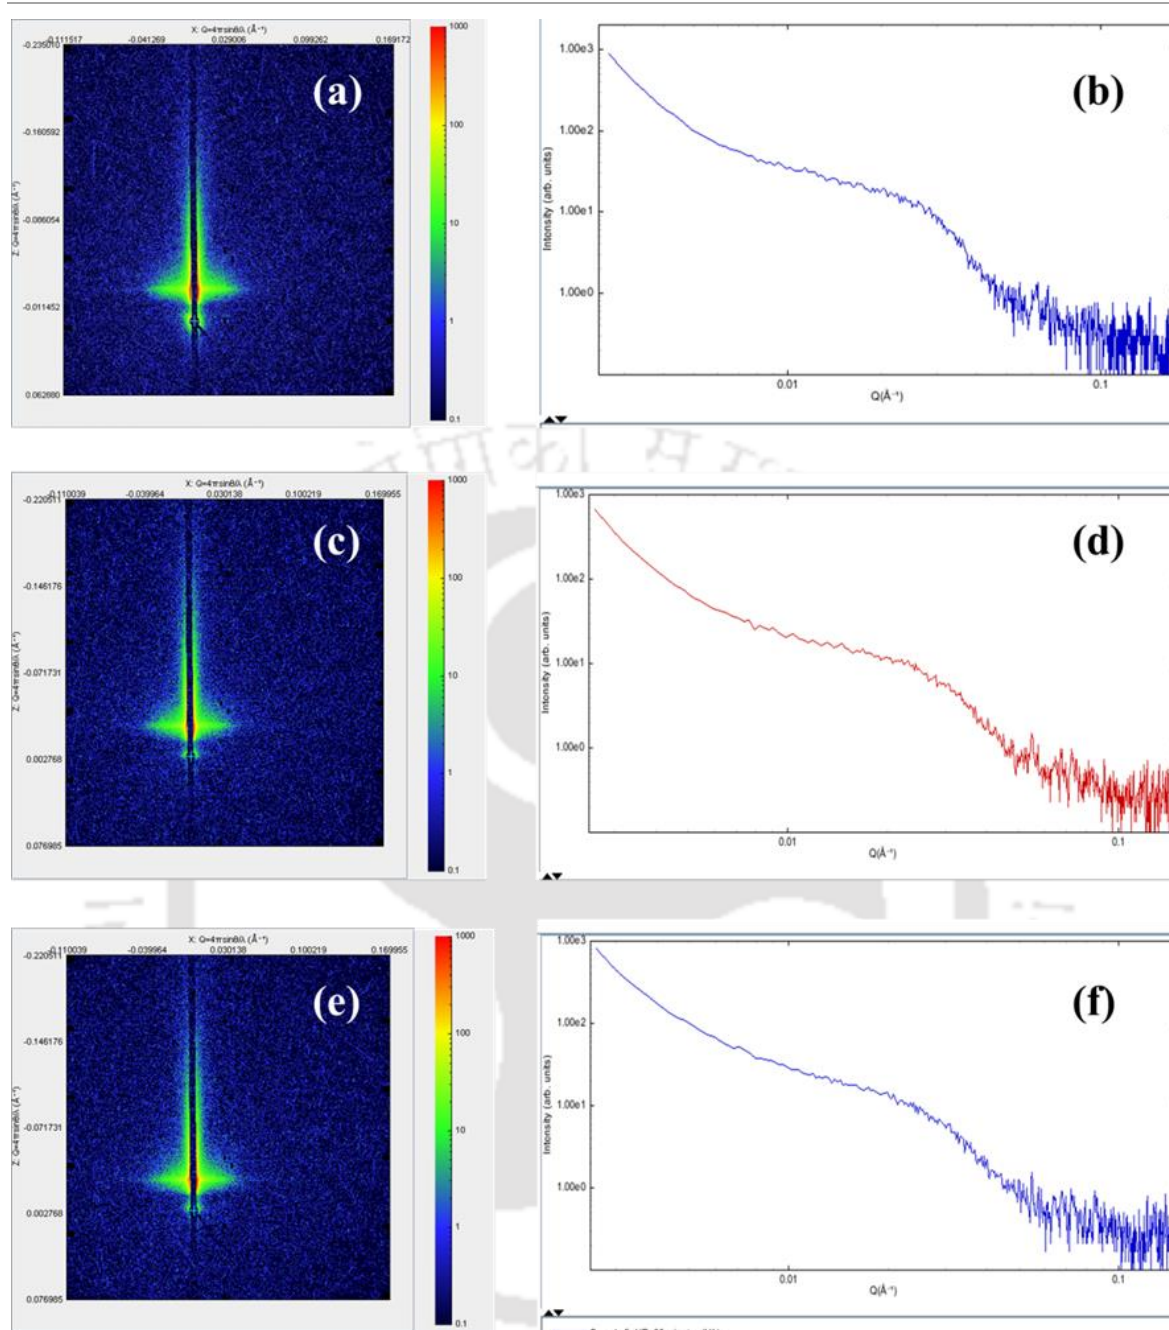 X: Q=4πsinθ/λ (Å⁻¹)
-0.111517 -0.041269 0.029006 0.099262 0.169172
-0.235010
-0.160592
-0.086054
-0.011452
0.062680
Z: Q=4πsinθ/λ (Å⁻¹)
(a)
1000
100
10
1
0.1
(b)
1.00e3
1.00e2
1.00e1
1.00e0
Intensity (arb. units)
0.01 0.1
Q(Å⁻¹)
X: Q=4πsinθ/λ (Å⁻¹)
-0.110039 -0.039964 0.030138 0.100219 0.169955
-0.220511
-0.146176
-0.071731
0.002768
0.076985
Z: Q=4πsinθ/λ (Å⁻¹)
(c)
1000
100
10
1
0.1
(d)
1.00e3
1.00e2
1.00e1
1.00e0
Intensity (arb. units)
0.01 0.1
Q(Å⁻¹)
X: Q=4πsinθ/λ (Å⁻¹)
-0.110039 -0.039964 0.030138 0.100219 0.169955
-0.220511
-0.146176
-0.071731
0.002768
0.076985
Z: Q=4πsinθ/λ (Å⁻¹)
(e)
1000
100
10
1
0.1
(f)
1.00e3
1.00e2
1.00e1
1.00e0
Intensity (arb. units)
0.01 0.1
Q(Å⁻¹)